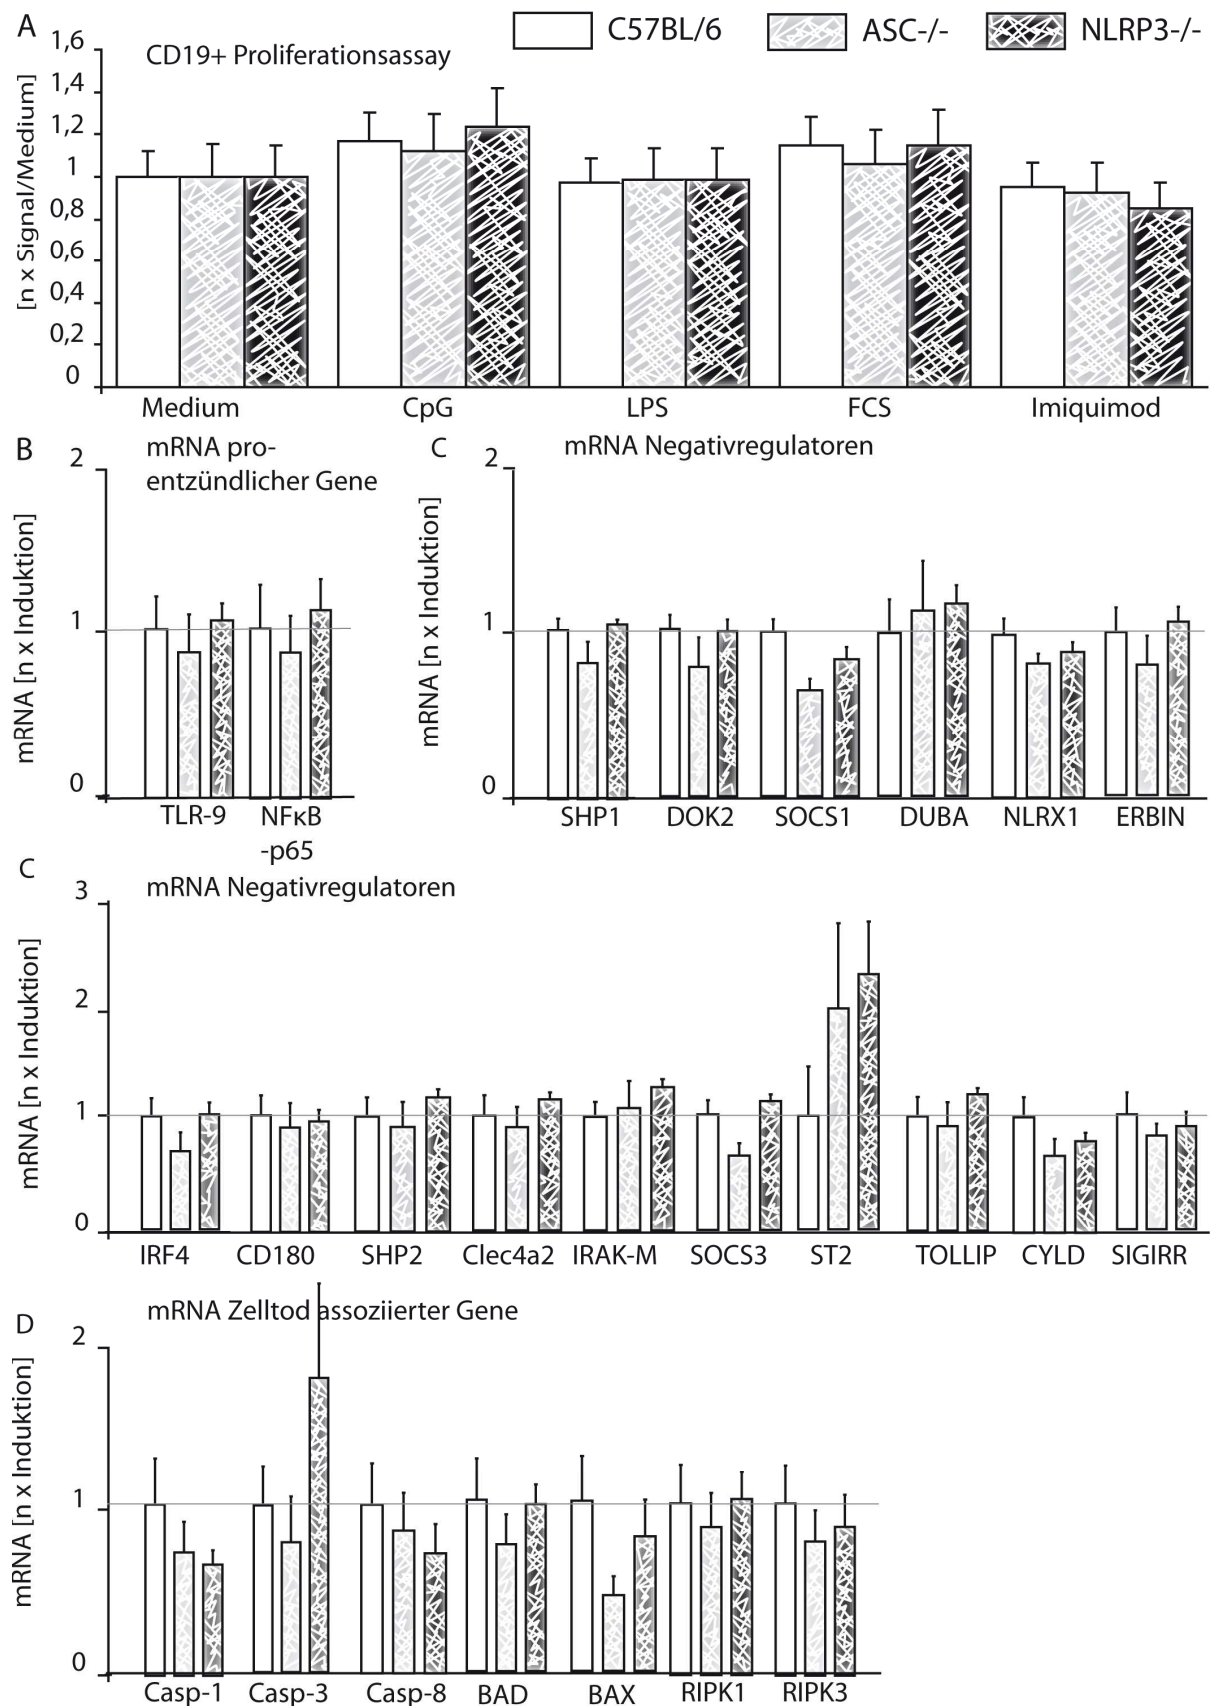 A
C57BL/6 ASC-/- NLRP3-/-
CD19+ Proliferationsassay
[n x Signal/Medium]
1,6
1,4
1,2
1
0,8
0,6
0,4
0,2
0
Medium CpG LPS FCS Imiquimod
B
mRNA pro-
entzündlicher Gene
mRNA [n x Induktion]
2
1
0
TLR-9 NFκB
-p65
C
mRNA Negativregulatoren
mRNA [n x Induktion]
2
1
0
SHP1 DOK2 SOCS1 DUBA NLRX1 ERBIN
C
mRNA Negativregulatoren
mRNA [n x Induktion]
3
2
1
0
IRF4 CD180 SHP2 Clec4a2 IRAK-M SOCS3 ST2 TOLLIP CYLD SIGIRR
D
mRNA Zelltod assoziierter Gene
mRNA [n x Induktion]
2
1
0
Casp-1 Casp-3 Casp-8 BAD BAX RIPK1 RIPK3